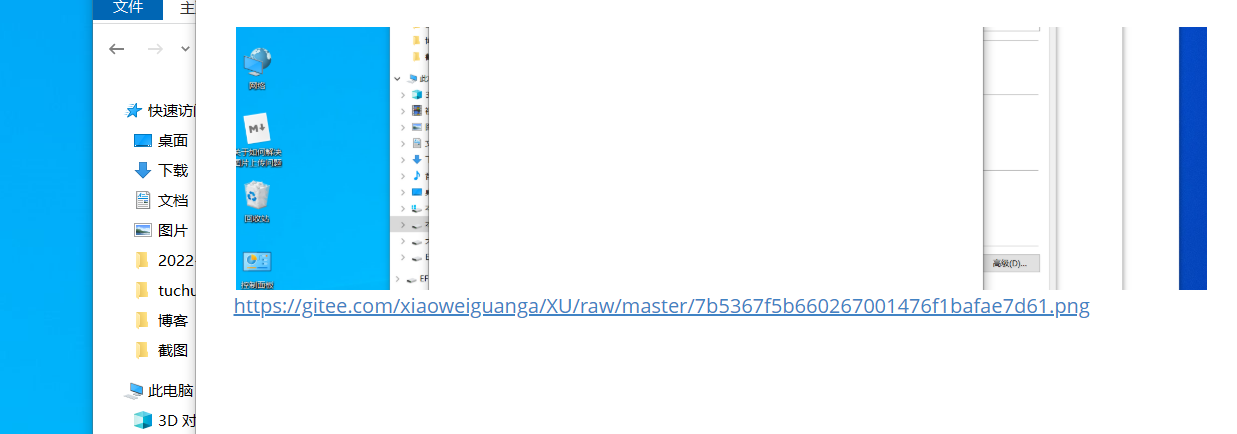 文件
主
快速访问
桌面
下载
文档
图片
2022
tuchu
博客
截图
此电脑
3D 对
网络
关于如何解决
图片上传问题
回收站
控制面板
此
高级(D)...
https://gitee.com/xiaoweiguanga/XU/raw/master/7b5367f5b660267001476f1bafae7d61.png